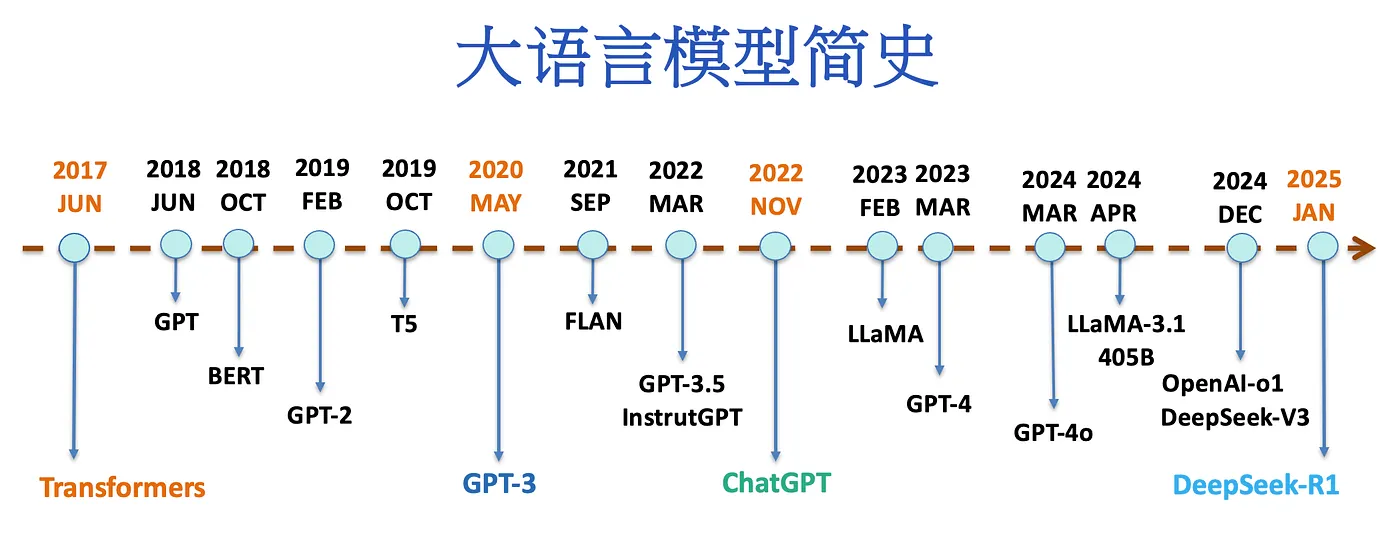 大语言模型简史
2017 2018 2018 2019 2019 2020 2021 2022 2022 2023 2023 2024 2024 2024 2025
JUN JUN OCT FEB OCT MAY SEP MAR NOV FEB MAR MAR APR DEC JAN
GPT T5 FLAN LLaMA LLaMA-3.1
BERT 405B
GPT-2 GPT-3.5 GPT-4 OpenAI-o1
InstrutGPT GPT-4o DeepSeek-V3
Transformers GPT-3 ChatGPT DeepSeek-R1